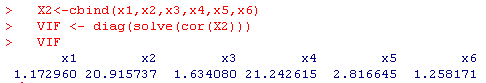 > X2<-cbind(x1,x2,x3,x4,x5,x6)
> VIF <- diag(solve(cor(X2)))
> VIF
x1 x2 x3 x4 x5 x6
1.172960 20.915737 1.634080 21.242615 2.816645 1.258171